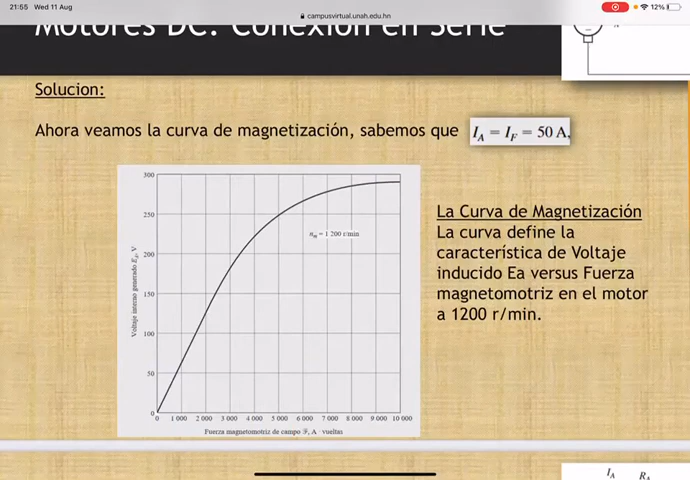 21:55 Wed 11 Aug
campusvirtual.unah.edu.hn
12%
Motores DC: Conexión en Serie
Solucion:
Ahora veamos la curva de magnetización, sabemos que I_A = I_F = 50 A.
300
250
200
150
100
50
0
Voltaje interno generado E_A, V
n_m = 1 200 r/min
0 1 000 2 000 3 000 4 000 5 000 6 000 7 000 8 000 9 000 10 000
Fuerza magnetomotriz de campo ℱ, A · vueltas
La Curva de Magnetización
La curva define la
característica de Voltaje
inducido Ea versus Fuerza
magnetomotriz en el motor
a 1200 r/min.
I_A R_A